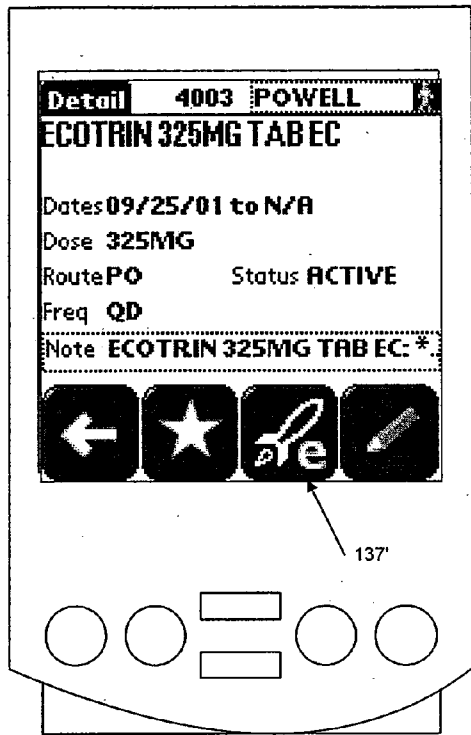 Detail 4003 POWELL
ECOTRIN 325MG TAB EC
Dates 09/25/01 to N/A
Dose 325MG
Route PO Status ACTIVE
Freq QD
Note ECOTRIN 325MG TAB EC: *..
e
137'